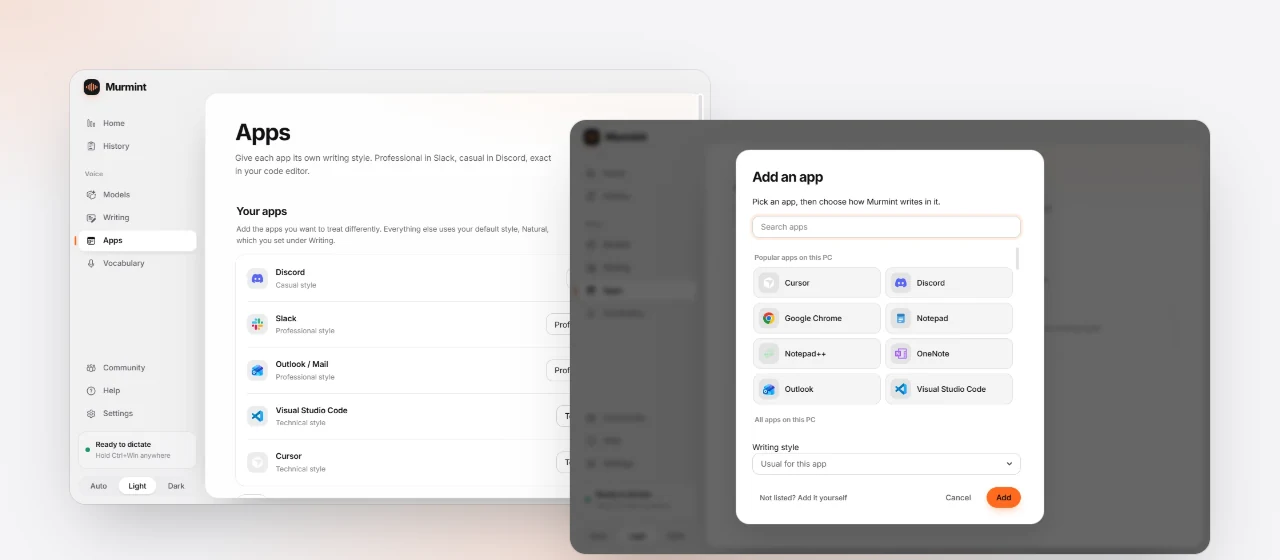 Murmint
Home
History
Voice
Models
Writing
Apps
Vocabulary
Community
Help
Settings
Ready to dictate
Hold Ctrl+Win anywhere
Auto
Light
Dark
Apps
Give each app its own writing style. Professional in Slack, casual in Discord, exact
in your code editor.
Your apps
Add the apps you want to treat differently. Everything else uses your default style, Natural,
which you set under Writing.
Discord
Casual style
Slack
Professional style
Outlook / Mail
Professional style
Visual Studio Code
Technical style
Cursor
Technical style
Add an app
Pick an app, then choose how Murmint writes in it.
Search apps
Popular apps on this PC
Cursor
Discord
Google Chrome
Notepad
Notepad++
OneNote
Outlook
Visual Studio Code
All apps on this PC
Writing style
Usual for this app
Not listed? Add it yourself
Cancel
Add